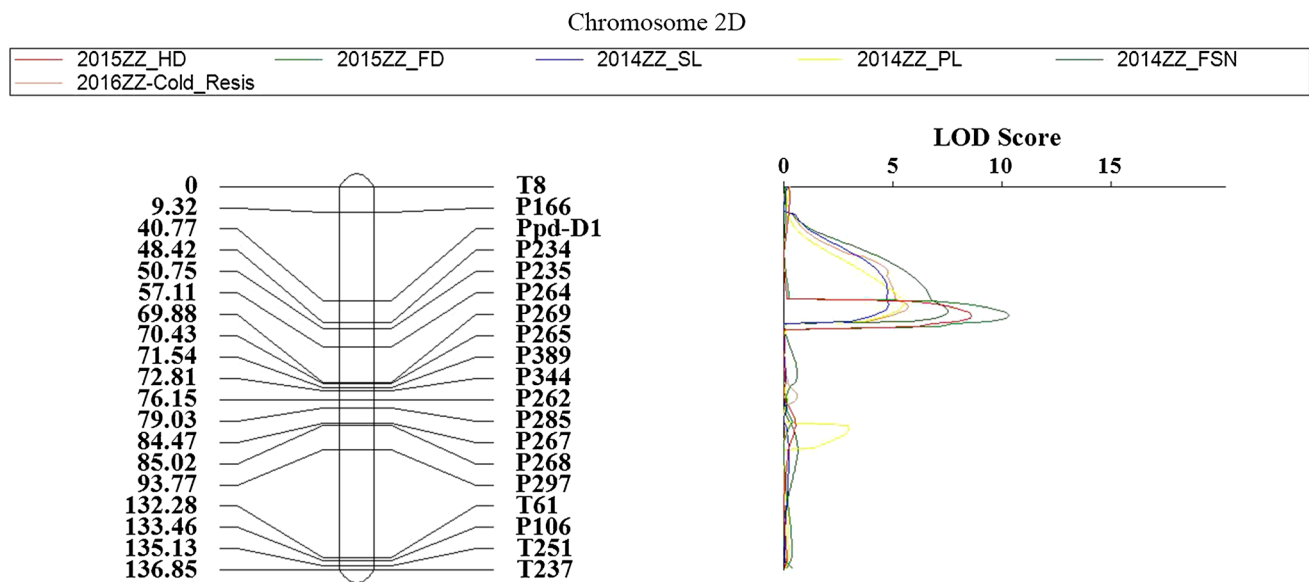 Chromosome 2D
2015ZZ_HD 2015ZZ_FD 2014ZZ_SL 2014ZZ_PL 2014ZZ_FSN
2016ZZ-Cold_Resis
LOD Score
0 5 10 15
0 T8
9.32 P166
40.77 Ppd-D1
48.42 P234
50.75 P235
57.11 P264
69.88 P269
70.43 P265
71.54 P389
72.81 P344
76.15 P262
79.03 P285
84.47 P267
85.02 P268
93.77 P297
132.28 T61
133.46 P106
135.13 T251
136.85 T237